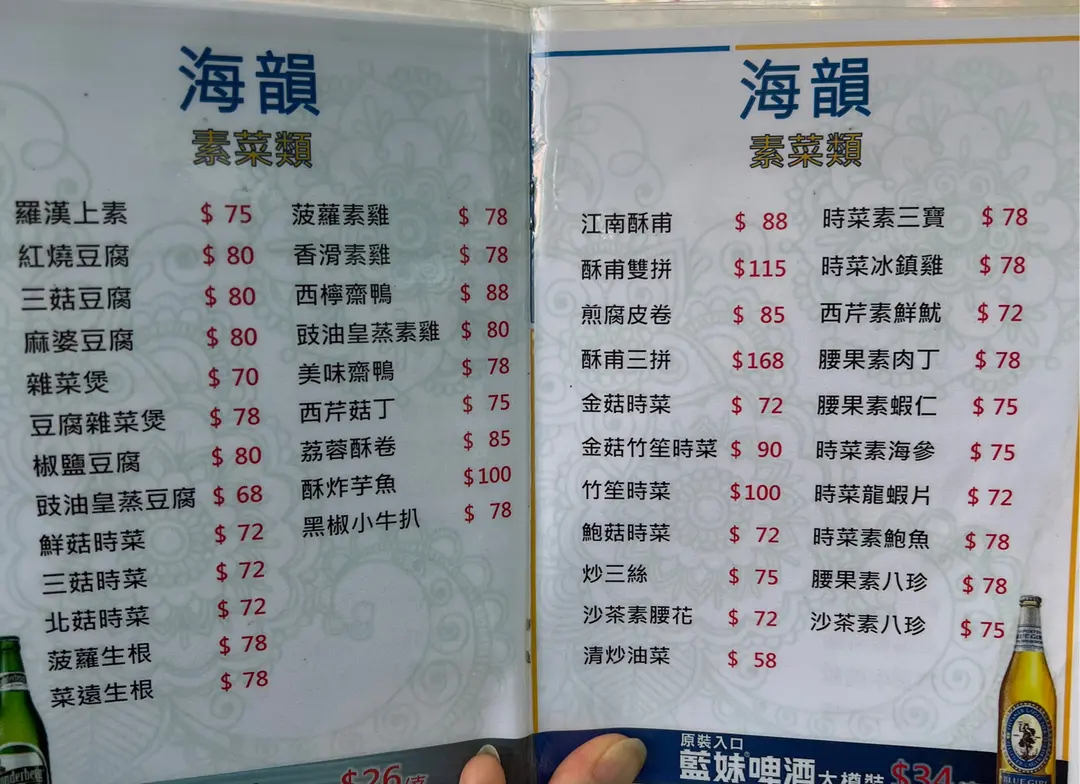 海韻
素菜類
羅漢上素 $ 75
紅燒豆腐 $ 80
三菇豆腐 $ 80
麻婆豆腐 $ 80
雜菜煲 $ 70
豆腐雜菜煲 $ 78
椒鹽豆腐 $ 80
豉油皇蒸豆腐 $ 68
鮮菇時菜 $ 72
三菇時菜 $ 72
北菇時菜 $ 72
菠蘿生根 $ 78
菜遠生根 $ 78
菠蘿素雞 $ 78
香滑素雞 $ 78
西檸齋鴨 $ 88
豉油皇蒸素雞 $ 80
美味齋鴨 $ 78
西芹菇丁 $ 75
荔蓉酥卷 $ 85
酥炸芋魚 $100
黑椒小牛扒 $ 78
$26
海韻
素菜類
江南酥甫 $ 88
酥甫雙拼 $115
煎腐皮卷 $ 85
酥甫三拼 $168
金菇時菜 $ 72
金菇竹笙時菜 $ 90
竹笙時菜 $100
鮑菇時菜 $ 72
炒三絲 $ 75
沙茶素腰花 $ 72
清炒油菜 $ 58
時菜素三寶 $ 78
時菜冰鎮雞 $ 78
西芹素鮮魷 $ 72
腰果素肉丁 $ 78
腰果素蝦仁 $ 75
時菜素海參 $ 75
時菜龍蝦片 $ 72
時菜素鮑魚 $ 78
腰果素八珍 $ 78
沙茶素八珍 $ 75
原裝入口
藍妹啤酒大樽裝 $34